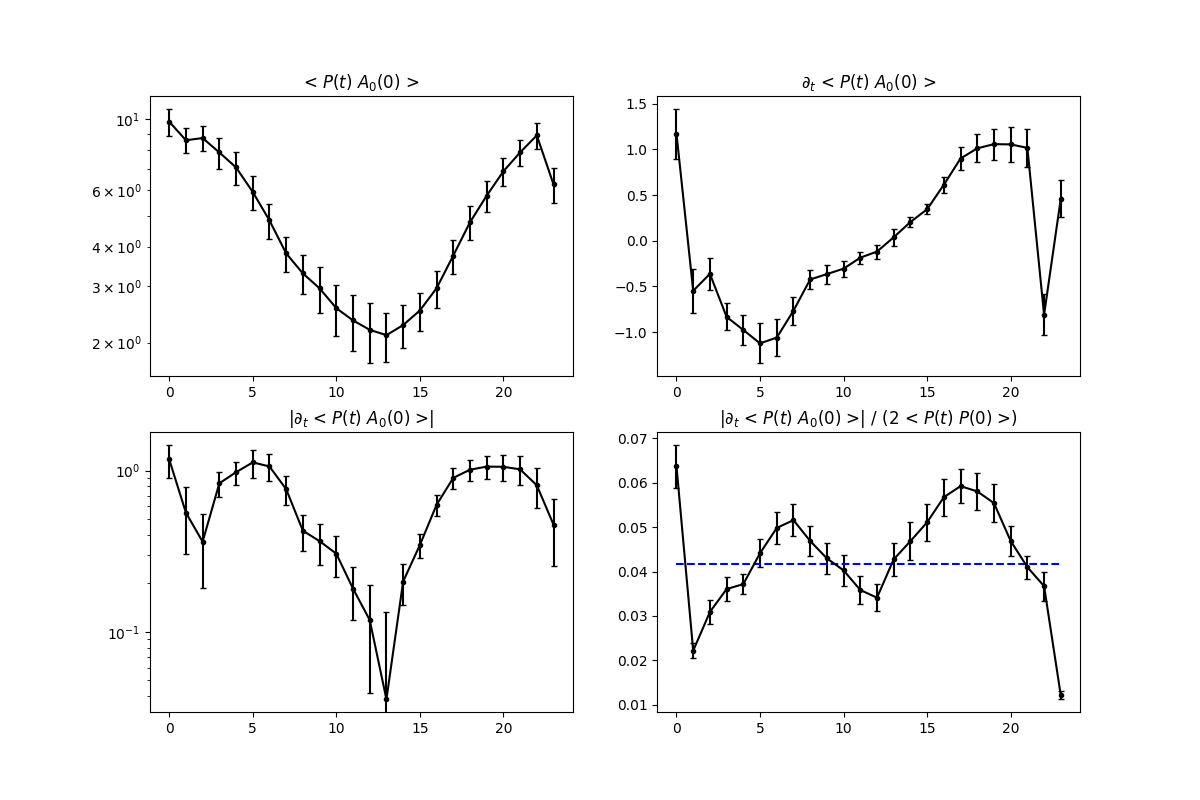 < P(t) A₀(0) >
10¹
6 × 10⁰
4 × 10⁰
3 × 10⁰
2 × 10⁰
0 5 10 15 20
∂ₜ < P(t) A₀(0) >
1.5
1.0
0.5
0.0
−0.5
−1.0
0 5 10 15 20
|∂ₜ < P(t) A₀(0) >|
10⁰
10⁻¹
0 5 10 15 20
|∂ₜ < P(t) A₀(0) >| / (2 < P(t) P(0) >)
0.07
0.06
0.05
0.04
0.03
0.02
0.01
0 5 10 15 20